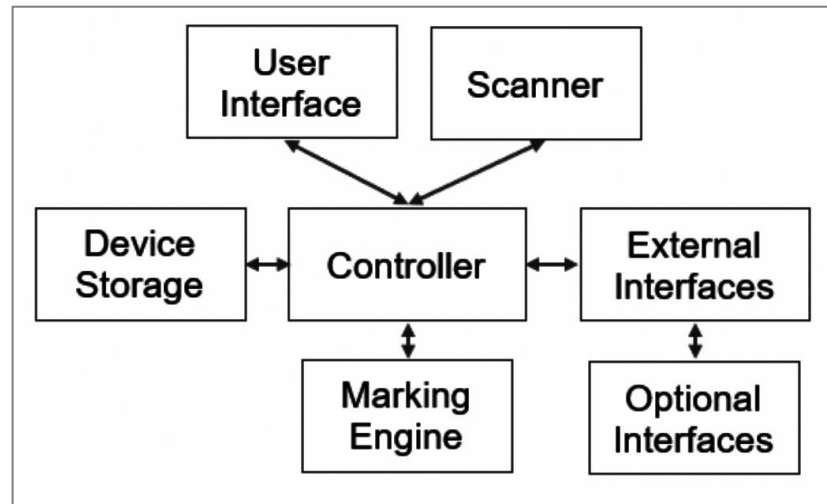 User
Interface
Scanner
Device
Storage
Controller
External
Interfaces
Marking
Engine
Optional
Interfaces